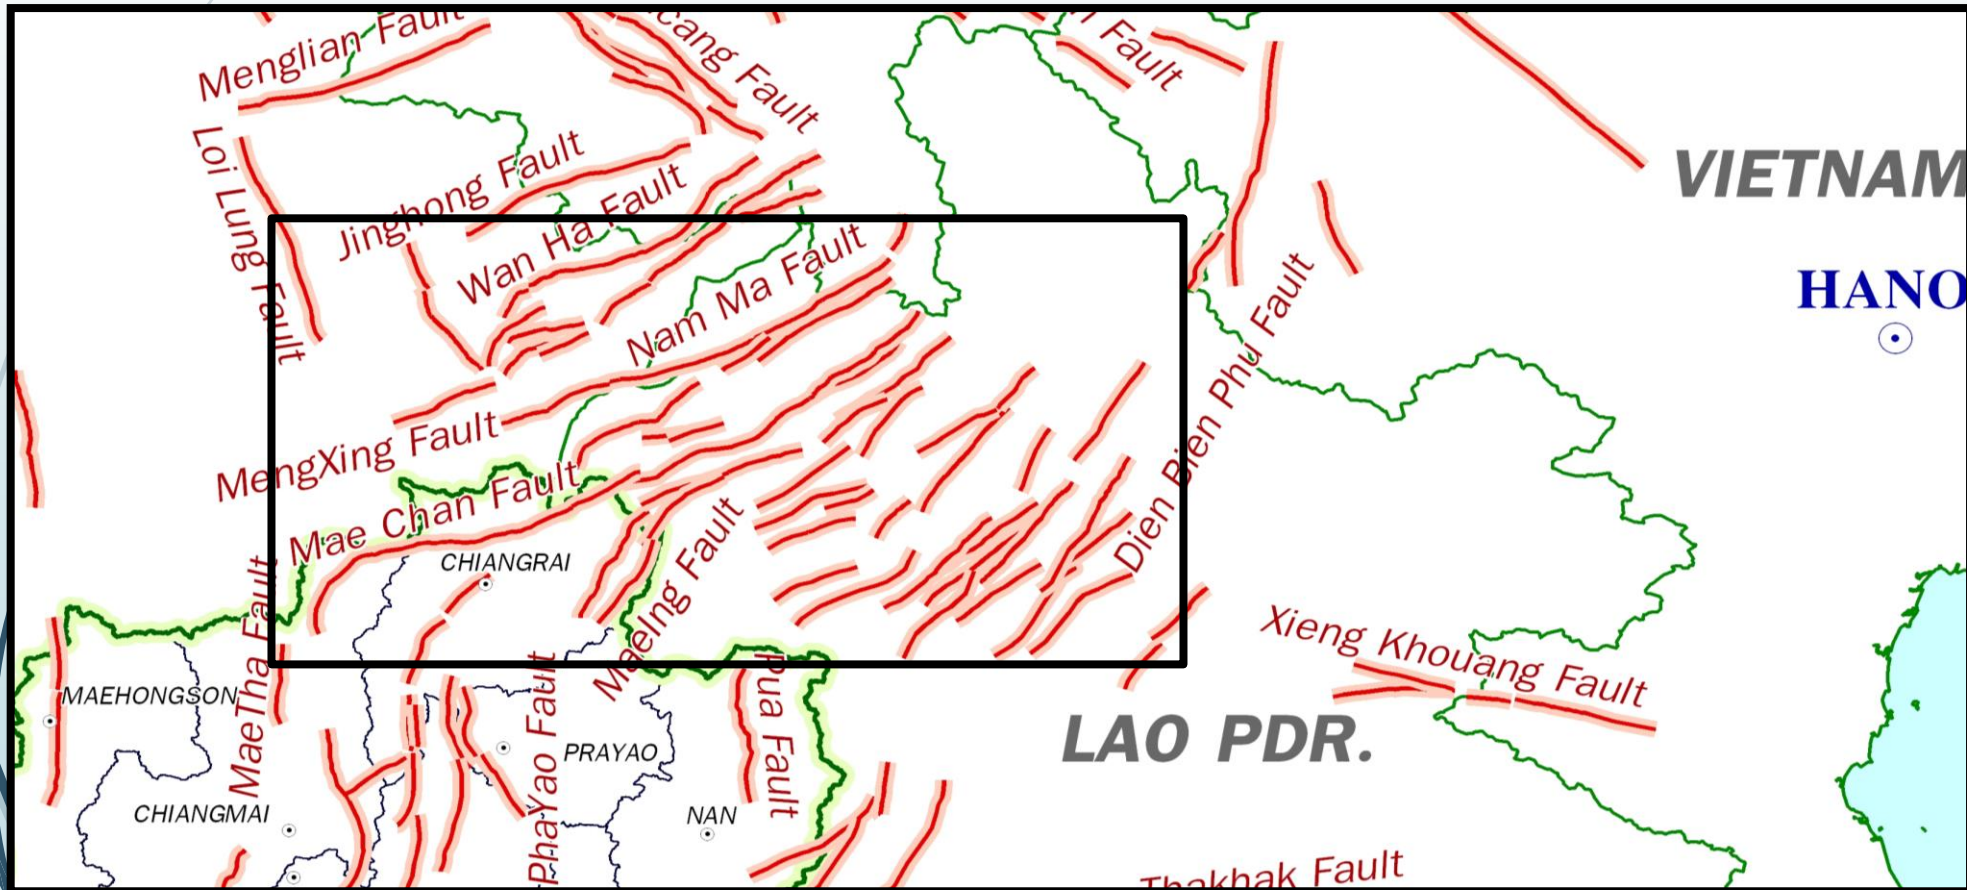 Menglian Fault
cang Fault
Fault
VIETNAM
Loi Lung Fault
Jinghong Fault
Wan Ha Fault
HANO
Nam Ma Fault
Dien Bien Phu Fault
MengXing Fault
Mae Chan Fault
CHIANGRAI
MaeIng Fault
MaeTha Fault
Xieng Khouang Fault
MAEHONGSON
PhaYao Fault
PRAYAO
Pua Fault
LAO PDR.
CHIANGMAI
NAN
Thakhak Fault